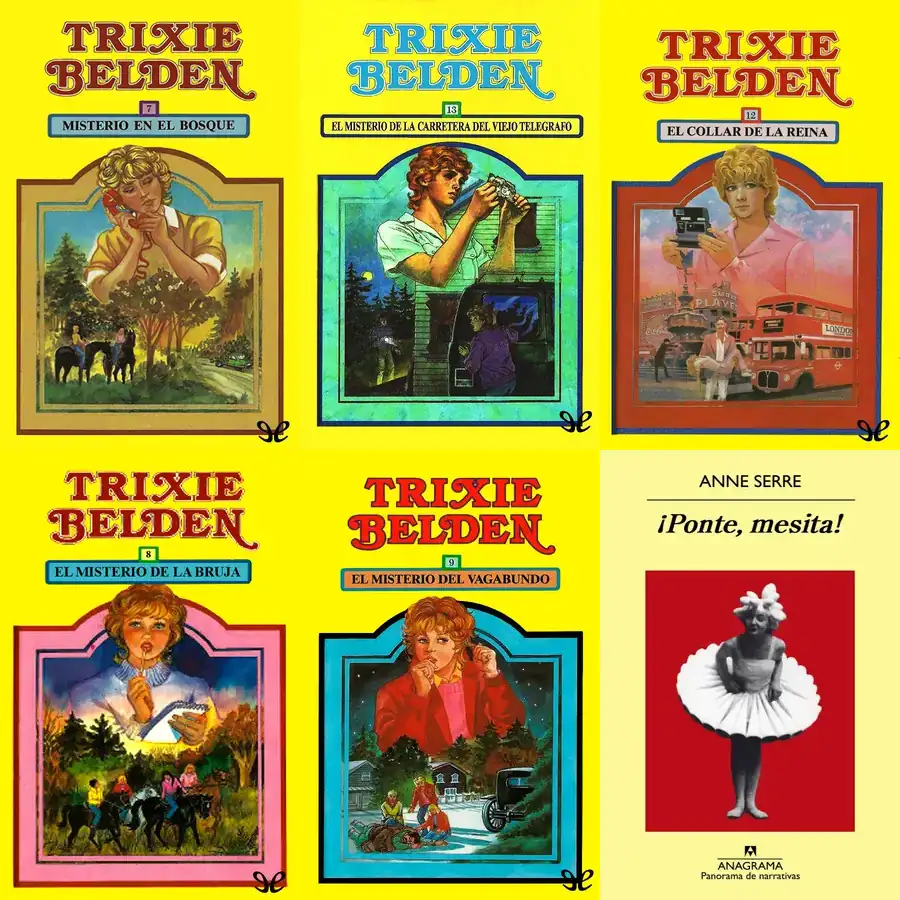 TRIXIE
BELDEN
7
MISTERIO EN EL BOSQUE
TRIXIE
BELDEN
13
EL MISTERIO DE LA CARRETERA DEL VIEJO TELEGRAFO
TRIXIE
BELDEN
12
EL COLLAR DE LA REINA
PLAYE
LONDON
TRIXIE
BELDEN
8
EL MISTERIO DE LA BRUJA
TRIXIE
BELDEN
9
EL MISTERIO DEL VAGABUNDO
ANNE SERRE
¡Ponte, mesita!
ANAGRAMA
Panorama de narrativas